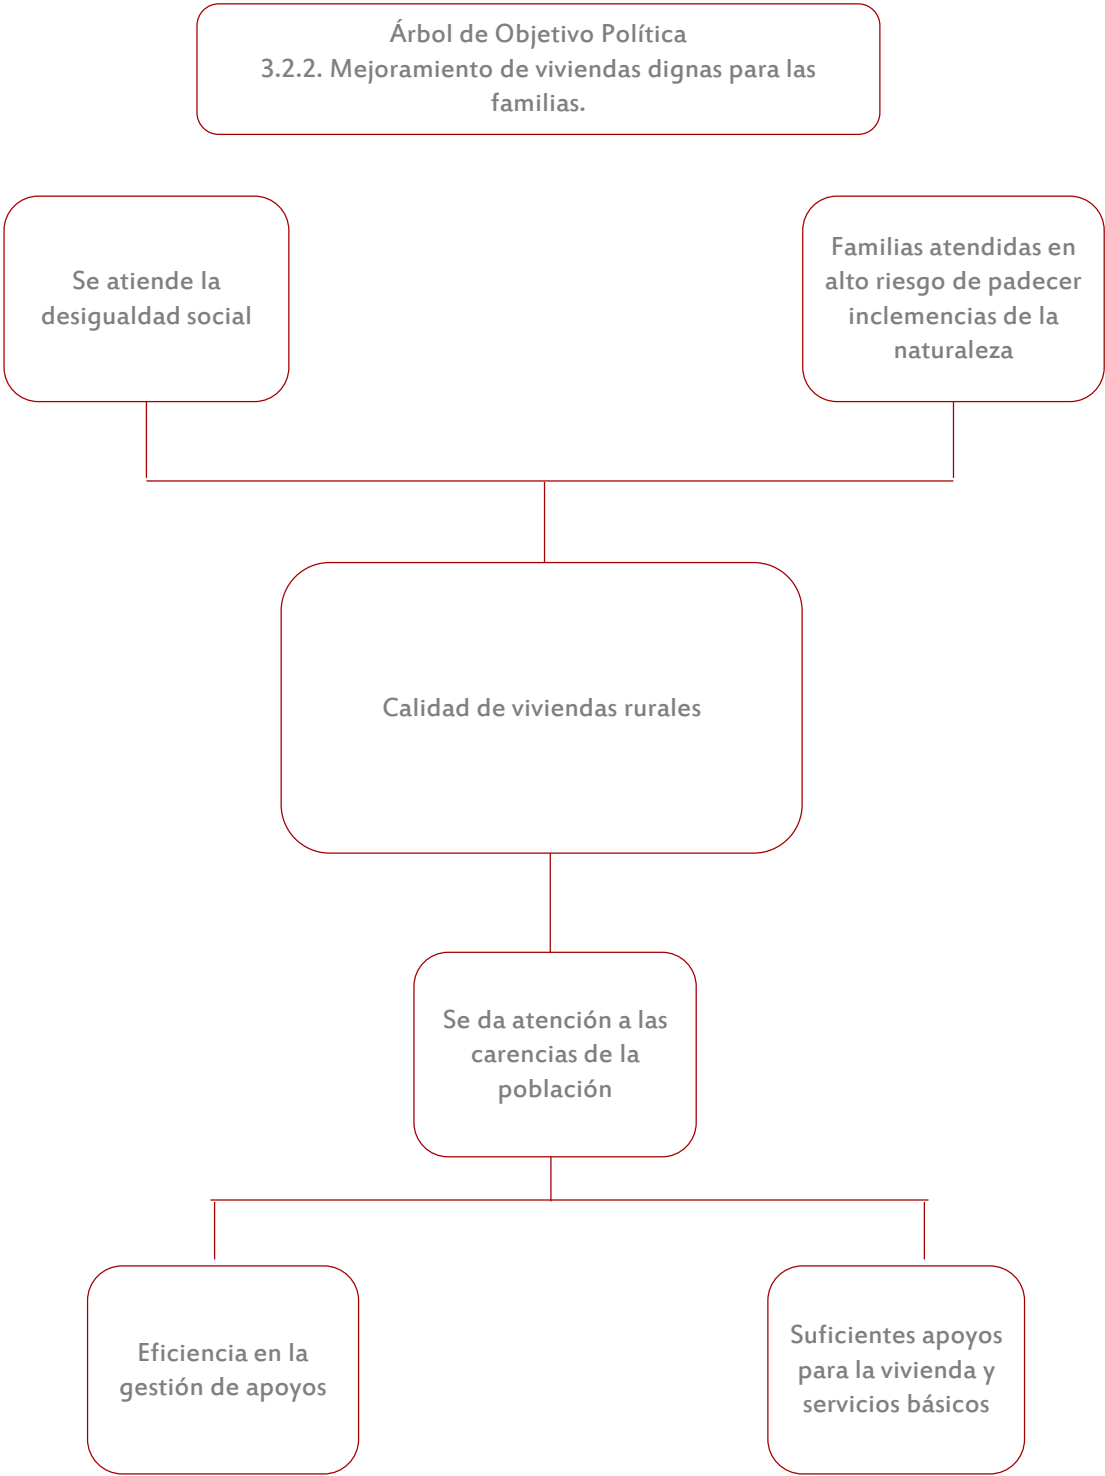 Árbol de Objetivo Política
3.2.2. Mejoramiento de viviendas dignas para las
familias.
Se atiende la
desigualdad social
Familias atendidas en
alto riesgo de padecer
inclemencias de la
naturaleza
Calidad de viviendas rurales
Se da atención a las
carencias de la
población
Eficiencia en la
gestión de apoyos
Suficientes apoyos
para la vivienda y
servicios básicos